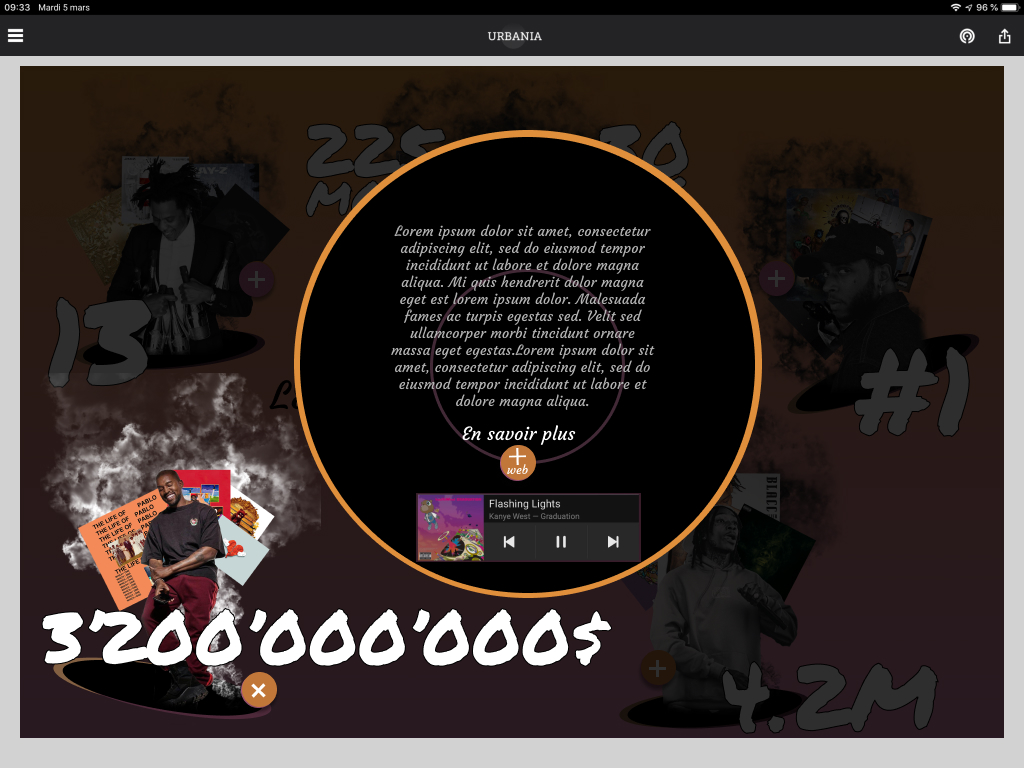 09:33 Mardi 5 mars
96 %
URBANIA
225
30
JAY-Z
13
#1
Lorem ipsum dolor sit amet, consectetur
adipiscing elit, sed do eiusmod tempor
incididunt ut labore et dolore magna
aliqua. Mi quis hendrerit dolor magna
eget est lorem ipsum dolor. Malesuada
fames ac turpis egestas sed. Velit sed
ullamcorper morbi tincidunt ornare
massa eget egestas.Lorem ipsum dolor sit
amet, consectetur adipiscing elit, sed do
eiusmod tempor incididunt ut labore et
dolore magna aliqua.
En savoir plus
web
Flashing Lights
Kanye West — Graduation
THE LIFE OF PABLO
THE LIFE OF PABLO
THE LIFE OF PABLO
THE LIFE
3'200'000'000$
4.2M